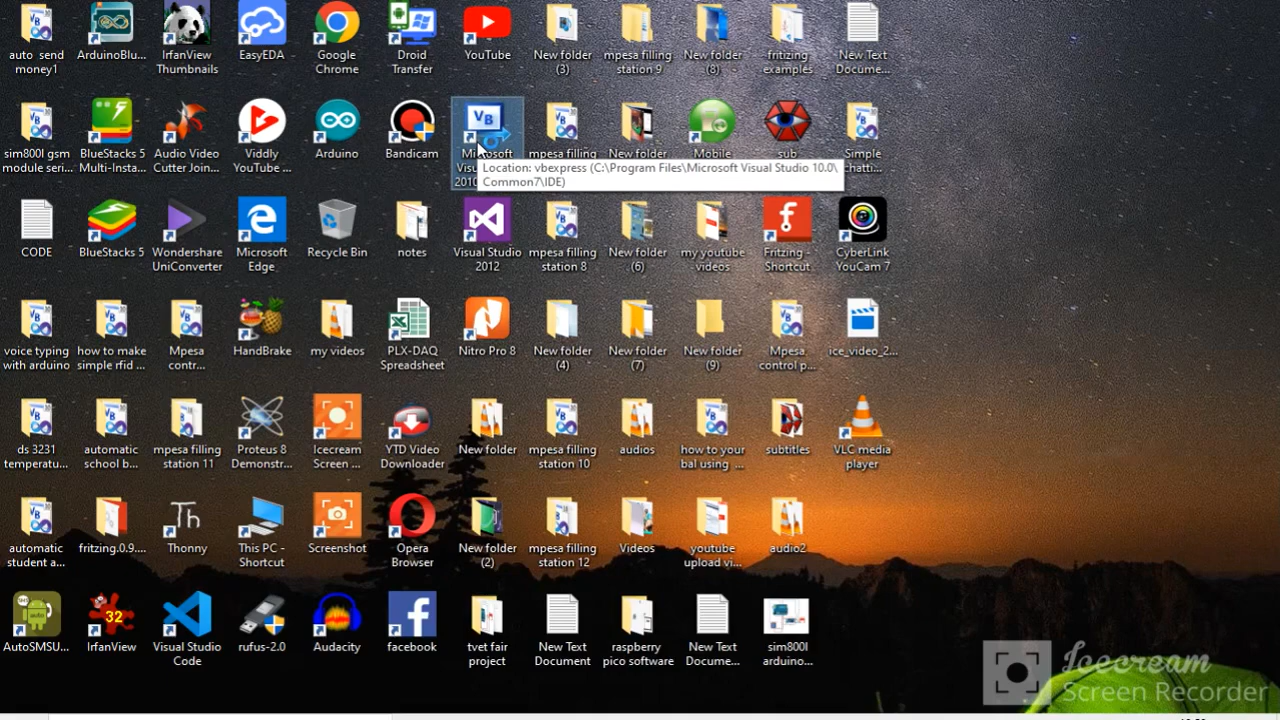 auto send
money1
ArduinoBlu...
IrfanView
Thumbnails
EasyEDA
Google
Chrome
Droid
Transfer
YouTube
New folder
(3)
mpesa filling
station 9
New folder
(8)
fritizing
examples
New Text
Docume...
sim800l gsm
module seri...
BlueStacks 5
Multi-Insta...
Audio Video
Cutter Join...
Viddly
YouTube ...
Arduino
Bandicam
VB
Microsoft
2010
mpesa filling
New folder
Mobile
sub
Simple
chatti...
Location: vbexpress (C:\Program Files\Microsoft Visual Studio 10.0\
Common7\IDE)
CODE
BlueStacks 5
Wondershare
UniConverter
Microsoft
Edge
Recycle Bin
notes
Visual Studio
2012
mpesa filling
station 8
New folder
(6)
my youtube
videos
Fritzing -
Shortcut
CyberLink
YouCam 7
voice typing
with arduino
how to make
simple rfid ...
Mpesa
contr...
HandBrake
my videos
PLX-DAQ
Spreadsheet
Nitro Pro 8
New folder
(4)
New folder
(7)
New folder
(9)
Mpesa
control p...
ice_video_2...
ds 3231
temperatu...
automatic
school b...
mpesa filling
station 11
Proteus 8
Demonstr...
Icecream
Screen ...
YTD Video
Downloader
New folder
mpesa filling
station 10
audios
how to your
bal using ...
subtitles
VLC media
player
automatic
student a...
fritzing.0.9....
Th
Thonny
This PC -
Shortcut
Screenshot
Opera
Browser
New folder
(2)
mpesa filling
station 12
Videos
youtube
upload vi...
audio2
AutoSMSU...
32
IrfanView
Visual Studio
Code
rufus-2.0
Audacity
facebook
tvet fair
project
New Text
Document
raspberry
pico software
New Text
Docume...
sim800l
arduino...
Icecream
Screen Recorder